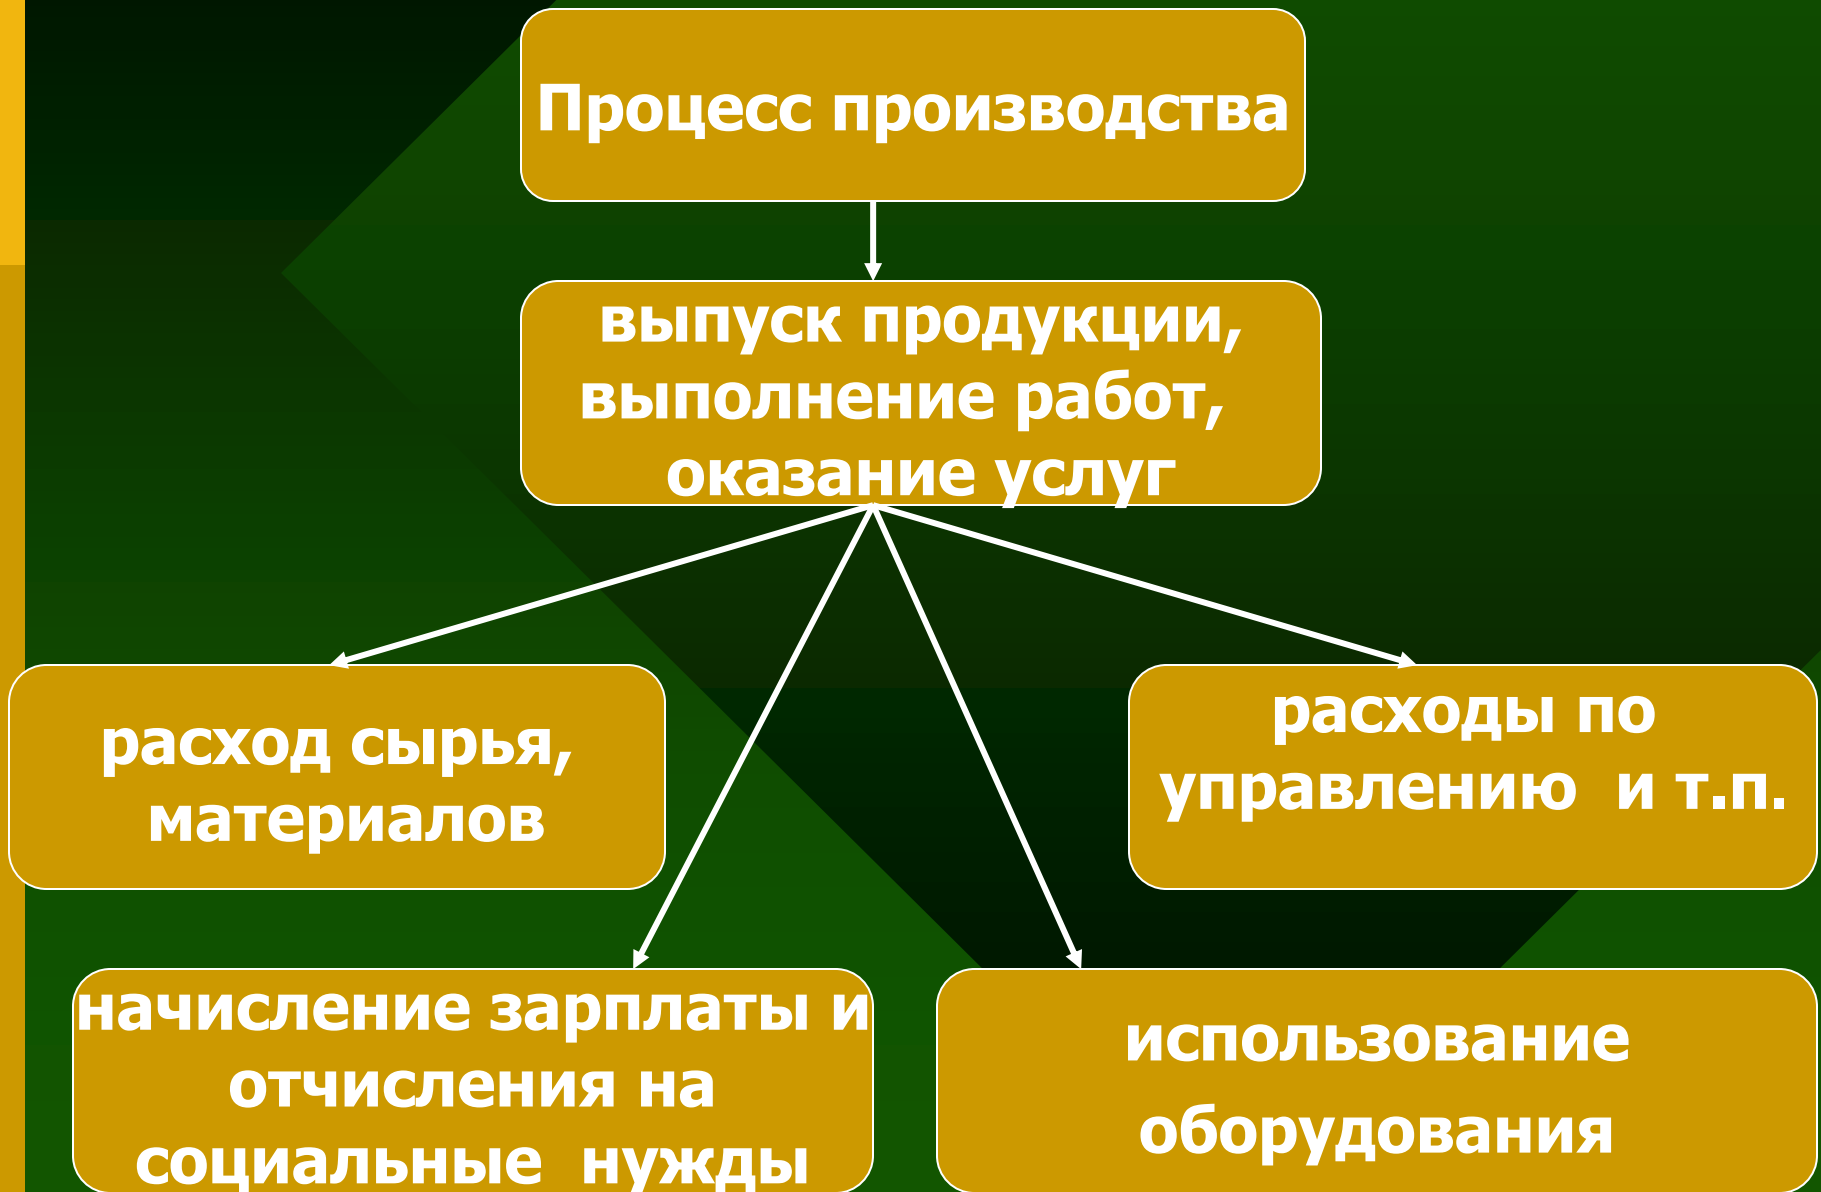 Процесс производства
выпуск продукции,
выполнение работ,
оказание услуг
расход сырья,
материалов
расходы по
управлению и т.п.
начисление зарплаты и
отчисления на
социальные нужды
использование
оборудования